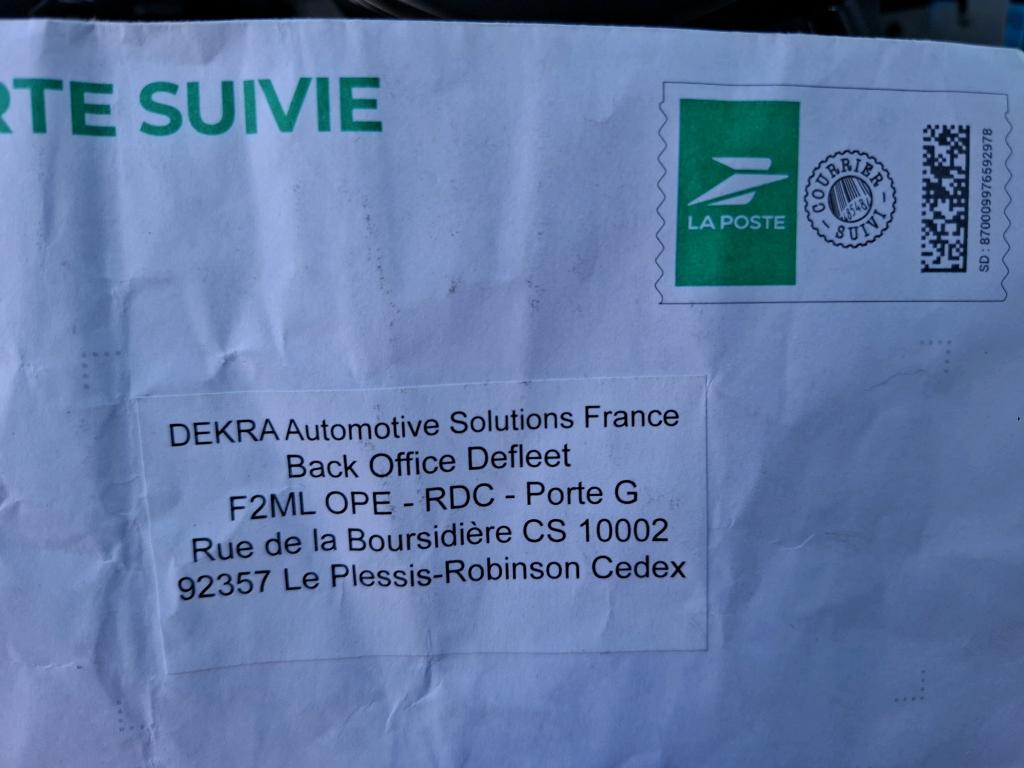 RTE SUIVIE
LA POSTE
COURRIER
SUIVI
SD : 870009976592978
DEKRA Automotive Solutions France
Back Office Defleet
F2ML OPE - RDC - Porte G
Rue de la Boursidière CS 10002
92357 Le Plessis-Robinson Cedex